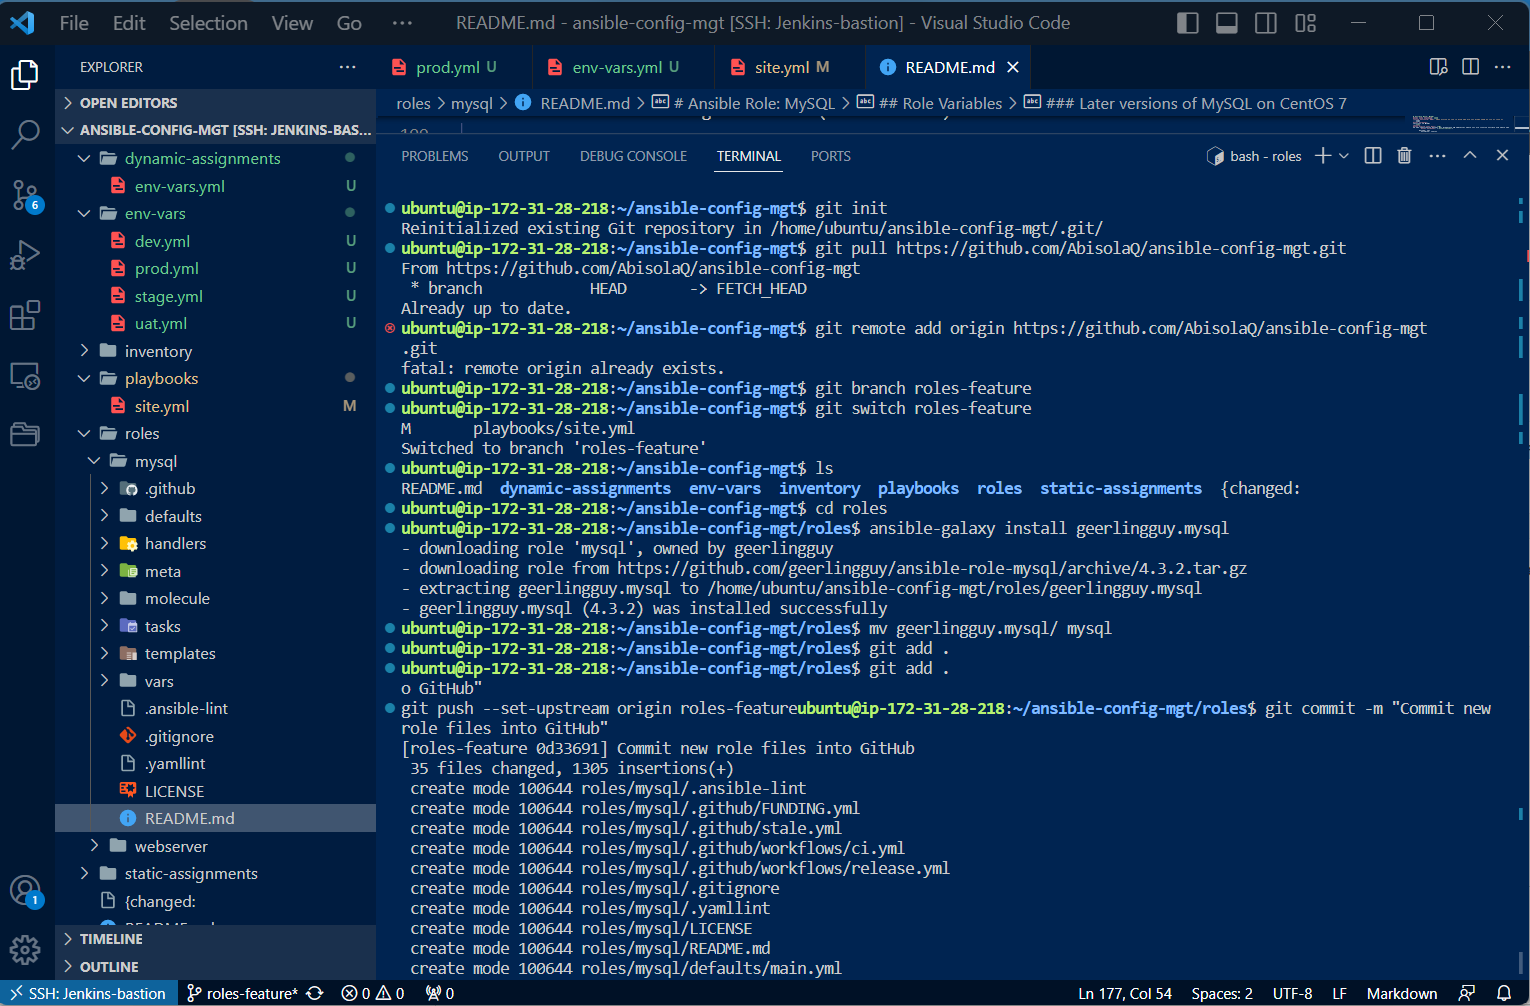 File Edit Selection View Go ··· README.md - ansible-config-mgt [SSH: Jenkins-bastion] - Visual Studio Code
EXPLORER ···
OPEN EDITORS
ANSIBLE-CONFIG-MGT [SSH: JENKINS-BAS...
dynamic-assignments
env-vars.yml U
env-vars
dev.yml U
prod.yml U
stage.yml U
uat.yml U
inventory
playbooks
site.yml M
roles
mysql
.github
defaults
handlers
meta
molecule
tasks
templates
vars
.ansible-lint
.gitignore
.yamllint
LICENSE
README.md
webserver
static-assignments
{changed:
README.md
TIMELINE
OUTLINE
6
1
prod.yml U env-vars.yml U site.yml M README.md
roles > mysql > README.md > # Ansible Role: MySQL > ## Role Variables > ### Later versions of MySQL on CentOS 7
PROBLEMS OUTPUT DEBUG CONSOLE TERMINAL PORTS bash - roles
ubuntu@ip-172-31-28-218:~/ansible-config-mgt$ git init
Reinitialized existing Git repository in /home/ubuntu/ansible-config-mgt/.git/
ubuntu@ip-172-31-28-218:~/ansible-config-mgt$ git pull https://github.com/AbisolaQ/ansible-config-mgt.git
From https://github.com/AbisolaQ/ansible-config-mgt
* branch HEAD -> FETCH_HEAD
Already up to date.
ubuntu@ip-172-31-28-218:~/ansible-config-mgt$ git remote add origin https://github.com/AbisolaQ/ansible-config-mgt
.git
fatal: remote origin already exists.
ubuntu@ip-172-31-28-218:~/ansible-config-mgt$ git branch roles-feature
ubuntu@ip-172-31-28-218:~/ansible-config-mgt$ git switch roles-feature
M playbooks/site.yml
Switched to branch 'roles-feature'
ubuntu@ip-172-31-28-218:~/ansible-config-mgt$ ls
README.md dynamic-assignments env-vars inventory playbooks roles static-assignments {changed:
ubuntu@ip-172-31-28-218:~/ansible-config-mgt$ cd roles
ubuntu@ip-172-31-28-218:~/ansible-config-mgt/roles$ ansible-galaxy install geerlingguy.mysql
- downloading role 'mysql', owned by geerlingguy
- downloading role from https://github.com/geerlingguy/ansible-role-mysql/archive/4.3.2.tar.gz
- extracting geerlingguy.mysql to /home/ubuntu/ansible-config-mgt/roles/geerlingguy.mysql
- geerlingguy.mysql (4.3.2) was installed successfully
ubuntu@ip-172-31-28-218:~/ansible-config-mgt/roles$ mv geerlingguy.mysql/ mysql
ubuntu@ip-172-31-28-218:~/ansible-config-mgt/roles$ git add .
ubuntu@ip-172-31-28-218:~/ansible-config-mgt/roles$ git add .
o GitHub"
git push --set-upstream origin roles-featureubuntu@ip-172-31-28-218:~/ansible-config-mgt/roles$ git commit -m "Commit new
role files into GitHub"
[roles-feature 0d33691] Commit new role files into GitHub
35 files changed, 1305 insertions(+)
create mode 100644 roles/mysql/.ansible-lint
create mode 100644 roles/mysql/.github/FUNDING.yml
create mode 100644 roles/mysql/.github/stale.yml
create mode 100644 roles/mysql/.github/workflows/ci.yml
create mode 100644 roles/mysql/.github/workflows/release.yml
create mode 100644 roles/mysql/.gitignore
create mode 100644 roles/mysql/.yamllint
create mode 100644 roles/mysql/LICENSE
create mode 100644 roles/mysql/README.md
create mode 100644 roles/mysql/defaults/main.yml
SSH: Jenkins-bastion roles-feature* 0 0 0 Ln 177, Col 54 Spaces: 2 UTF-8 LF Markdown